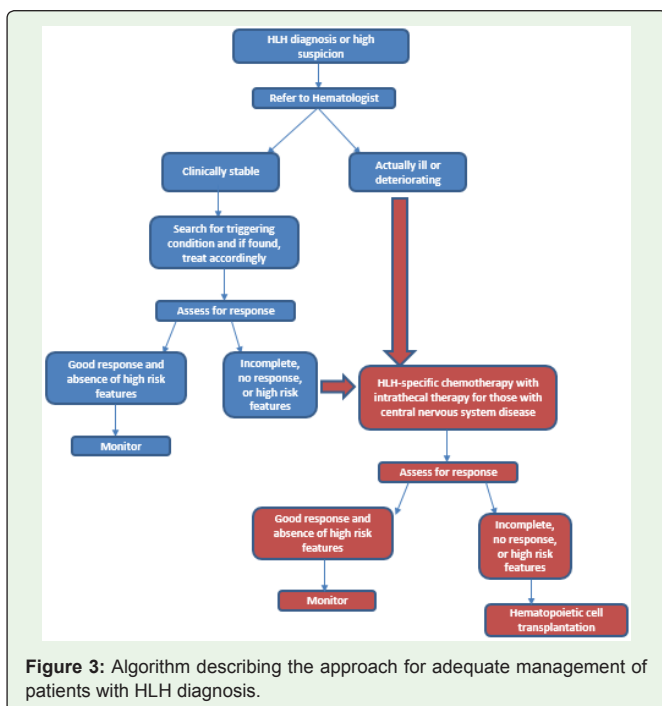 HLH diagnosis or high
suspicion
Refer to Hematologist
Clinically stable
Actually ill or
deteriorating
Search for triggering
condition and if found,
treat accordingly
Assess for response
Good response and
absence of high risk
features
Incomplete,
no response,
or high risk
features
HLH-specific chemotherapy with
intrathecal therapy for those with
central nervous system disease
Monitor
Assess for response
Good response and
absence of high risk
features
Incomplete,
no response,
or high risk
features
Monitor
Hematopoietic cell
transplantation
Figure 3: Algorithm describing the approach for adequate management of
patients with HLH diagnosis.